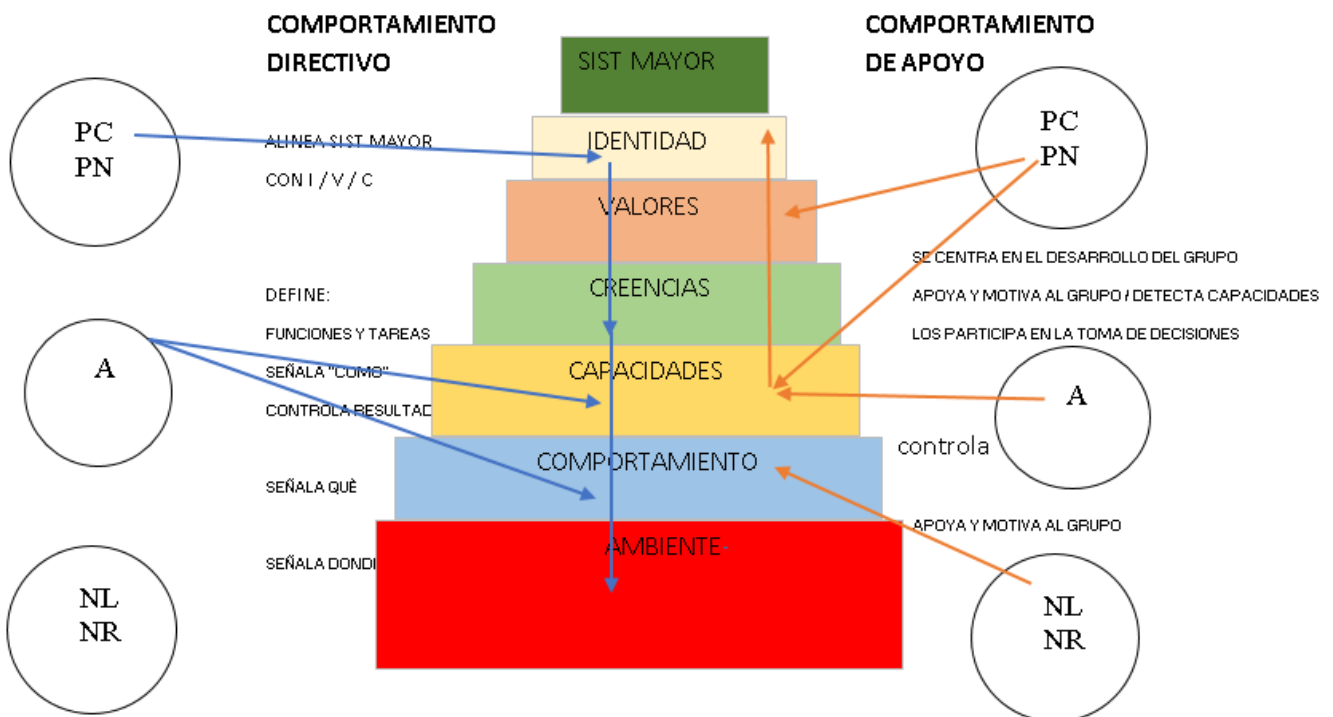 COMPORTAMIENTO
DIRECTIVO
PC
PN
ALINEA SIST MAYOR
CON I / V / C
DEFINE:
FUNCIONES Y TAREAS
A
SEÑALA "COMO"
CONTROLA RESULTAD
SEÑALA QUÈ
SEÑALA DOND
NL
NR
SIST MAYOR
IDENTIDAD
VALORES
CREENCIAS
CAPACIDADES
COMPORTAMIENTO
AMBIENTE-
COMPORTAMIENTO
DE APOYO
PC
PN
SE CENTRA EN EL DESARROLLO DEL GRUPO
APOYA Y MOTIVA AL GRUPO / DETECTA CAPACIDADES
LOS PARTICIPA EN LA TOMA DE DECISIONES
A
controla
APOYA Y MOTIVA AL GRUPO
NL
NR